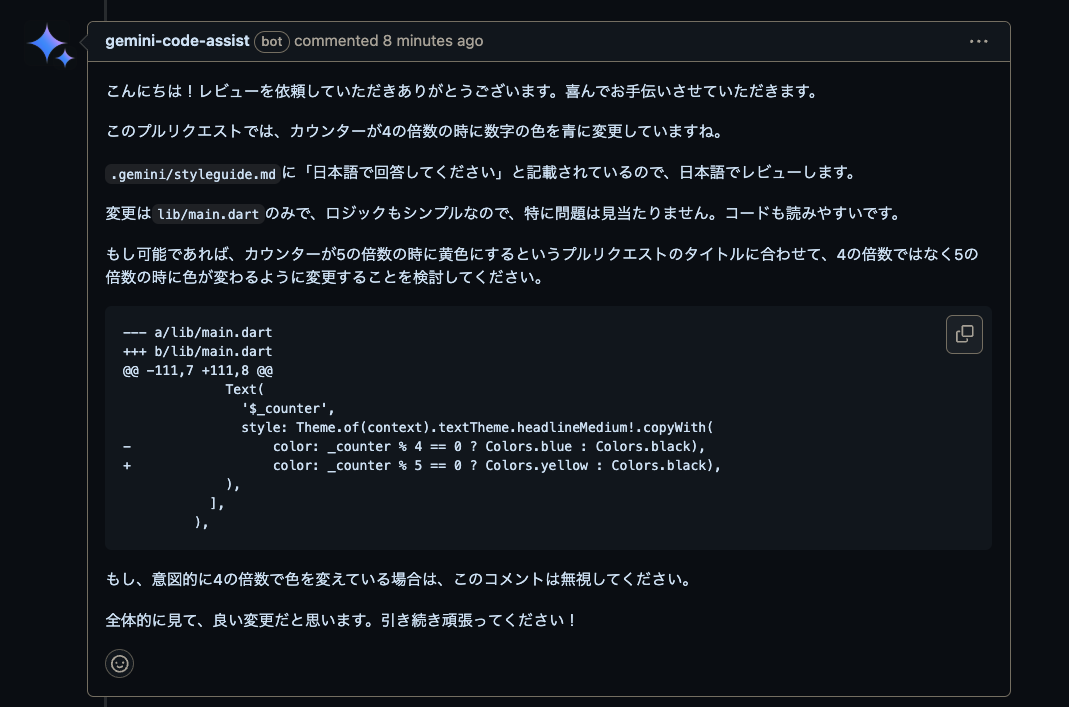 gemini-code-assist bot commented 8 minutes ago
こんにちは！レビューを依頼していただきありがとうございます。喜んでお手伝いさせていただきます。
このプルリクエストでは、カウンターが4の倍数の時に数字の色を青に変更していますね。
.gemini/styleguide.md に「日本語で回答してください」と記載されているので、日本語でレビューします。
変更は lib/main.dart のみで、ロジックもシンプルなので、特に問題は見当たりません。コードも読みやすいです。
もし可能であれば、カウンターが5の倍数の時に黄色にするというプルリクエストのタイトルに合わせて、4の倍数ではなく5の
倍数の時に色が変わるように変更することを検討してください。
--- a/lib/main.dart
+++ b/lib/main.dart
@@ -111,7 +111,8 @@
             Text(
               '$_counter',
               style: Theme.of(context).textTheme.headlineMedium!.copyWith(
-                  color: _counter % 4 == 0 ? Colors.blue : Colors.black),
+                  color: _counter % 5 == 0 ? Colors.yellow : Colors.black),
             ),
           ],
         ),
もし、意図的に4の倍数で色を変えている場合は、このコメントは無視してください。
全体的に見て、良い変更だと思います。引き続き頑張ってください！